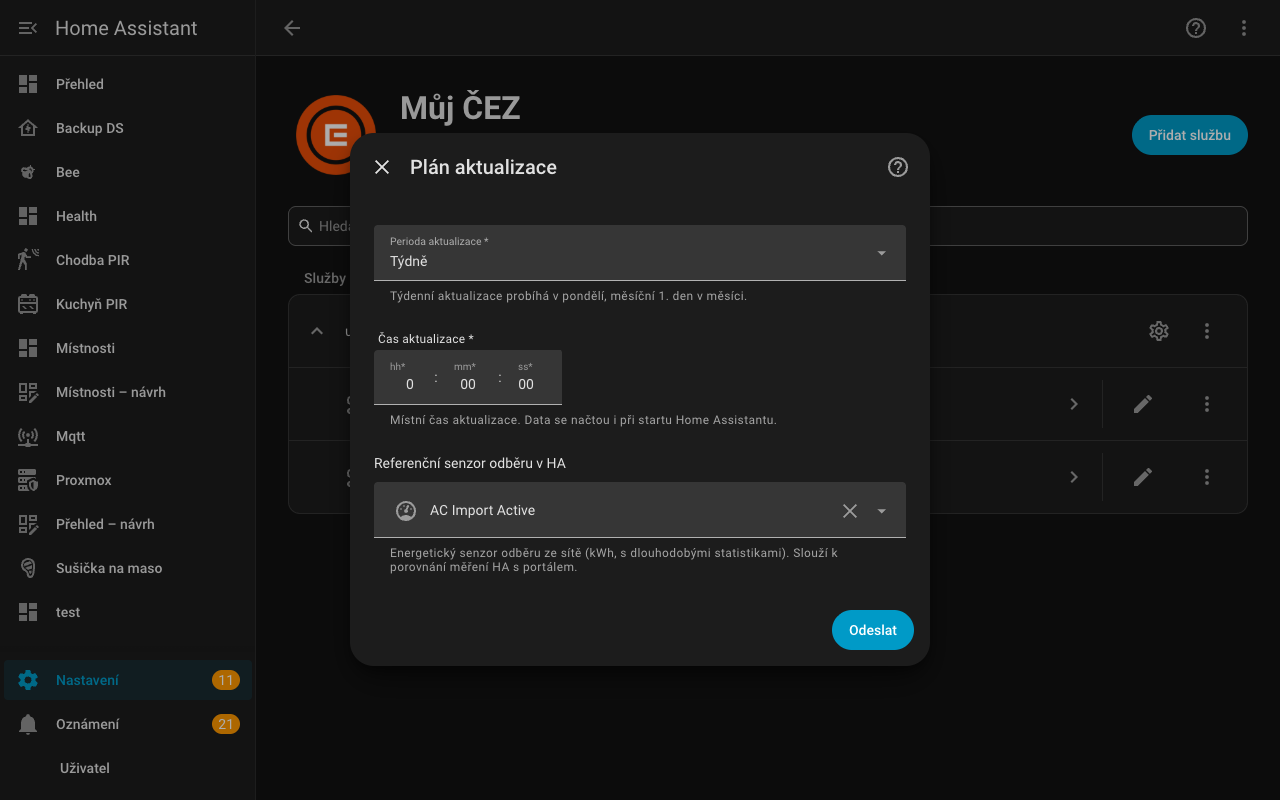 Home Assistant
Přehled
Backup DS
Bee
Health
Chodba PIR
Kuchyň PIR
Místnosti
Místnosti – návrh
Mqtt
Proxmox
Přehled – návrh
Sušička na maso
test
Nastavení
11
Oznámení
21
Uživatel
Můj ČEZ
Přidat službu
Služby
Plán aktualizace
Perioda aktualizace *
Týdně
Týdenní aktualizace probíhá v pondělí, měsíční 1. den v měsíci.
Čas aktualizace *
hh* mm* ss*
0 : 00 : 00
Místní čas aktualizace. Data se načtou i při startu Home Assistantu.
Referenční senzor odběru v HA
AC Import Active
Energetický senzor odběru ze sítě (kWh, s dlouhodobými statistikami). Slouží k
porovnání měření HA s portálem.
Odeslat